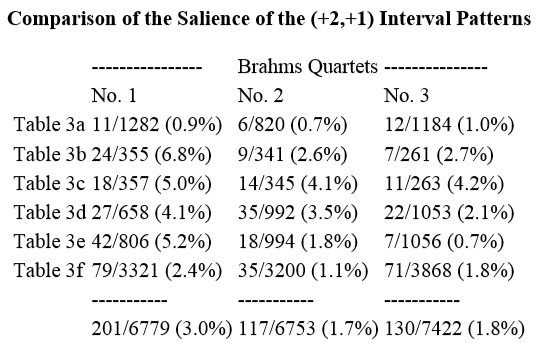 Comparison of the Salience of the (+2,+1) Interval Patterns
---------------- Brahms Quartets ---------------
No. 1 No. 2 No. 3
Table 3a 11/1282 (0.9%) 6/820 (0.7%) 12/1184 (1.0%)
Table 3b 24/355 (6.8%) 9/341 (2.6%) 7/261 (2.7%)
Table 3c 18/357 (5.0%) 14/345 (4.1%) 11/263 (4.2%)
Table 3d 27/658 (4.1%) 35/992 (3.5%) 22/1053 (2.1%)
Table 3e 42/806 (5.2%) 18/994 (1.8%) 7/1056 (0.7%)
Table 3f 79/3321 (2.4%) 35/3200 (1.1%) 71/3868 (1.8%)
----------- ----------- -----------
201/6779 (3.0%) 117/6753 (1.7%) 130/7422 (1.8%)